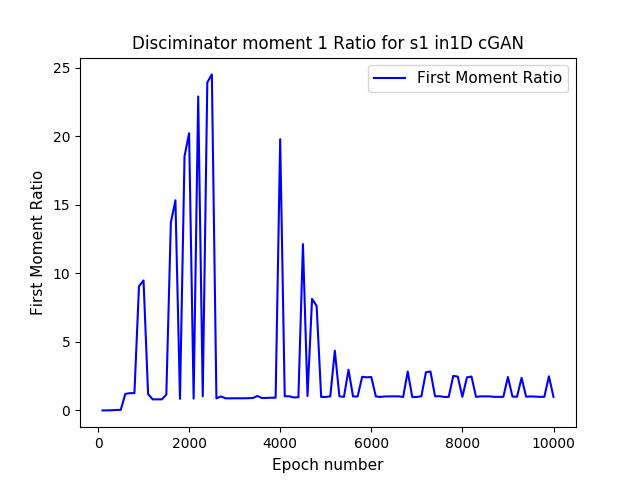 Disciminator moment 1 Ratio for s1 in1D cGAN
First Moment Ratio
First Moment Ratio
25
20
15
10
5
0
0 2000 4000 6000 8000 10000
Epoch number